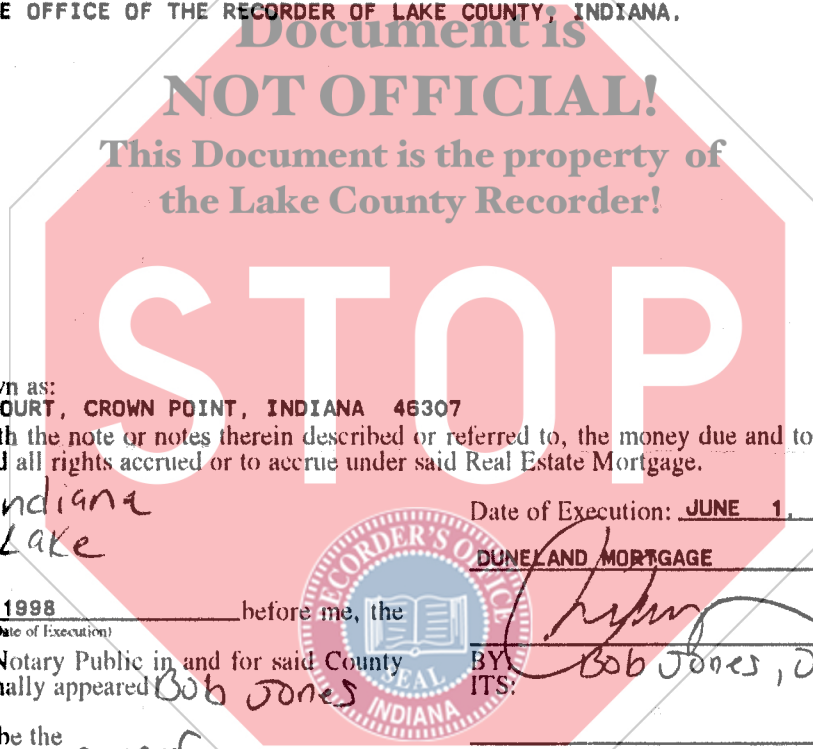 E OFFICE OF THE RECORDER OF LAKE COUNTY, INDIANA.
Document is
NOT OFFICIAL!
This Document is the property of
the Lake County Recorder!
STOP
vn as:
OURT, CROWN POINT, INDIANA 46307
th the note or notes therein described or referred to, the money due and to
d all rights accrued or to accrue under said Real Estate Mortgage.
ndiana
Lake
Date of Execution: JUNE 1,
DUNELAND MORTGAGE
1998 before me, the
ate of Execution)
Notary Public in and for said County
nally appeared Bob Jones
BY:
Bob Jones, O
ITS:
be the
RECORDER'S OFFICE
SEAL
INDIANA